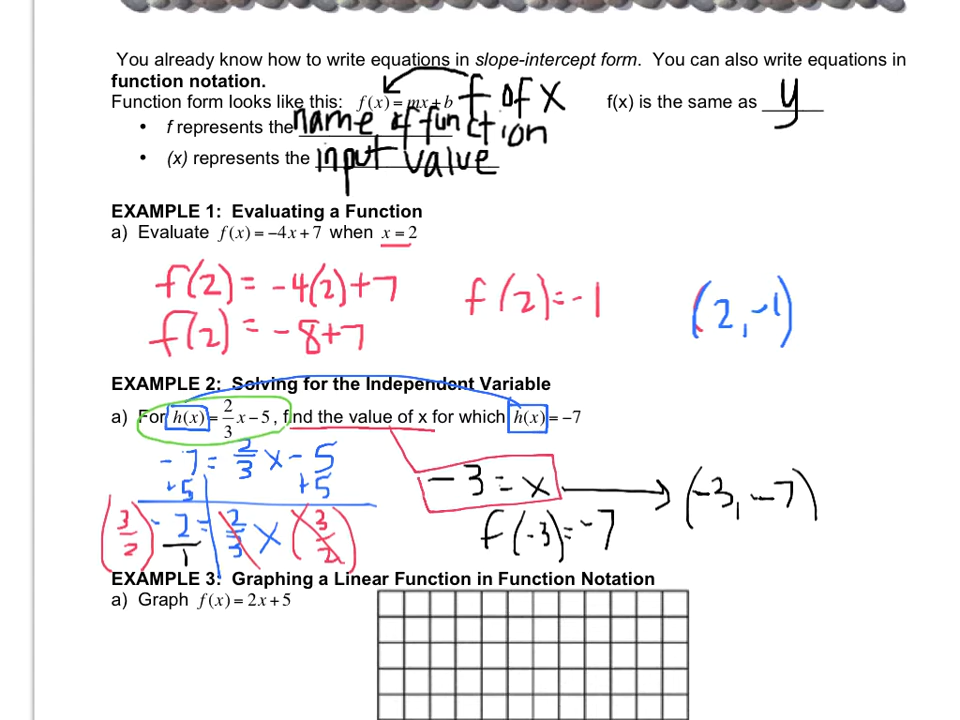 You already know how to write equations in slope-intercept form. You can also write equations in
function notation.
Function form looks like this: f(x) = mx + b f of x f(x) is the same as y
• f represents the name of function
• (x) represents the input value
EXAMPLE 1: Evaluating a Function
a) Evaluate f(x) = −4x + 7 when x = 2
f(2) = -4(2)+7 f(2)=-1 (2,-1)
f(2) = -8+7
EXAMPLE 2: Solving for the Independent Variable
a) For h(x) = 2/3 x − 5, find the value of x for which h(x) = −7
-7 = 2/3 x - 5
+5 +5
-3 = x (-3,-7)
(3/2) -2/1 = 2/3 x (3/2)
f(-3)=-7
EXAMPLE 3: Graphing a Linear Function in Function Notation
a) Graph f(x) = 2x + 5